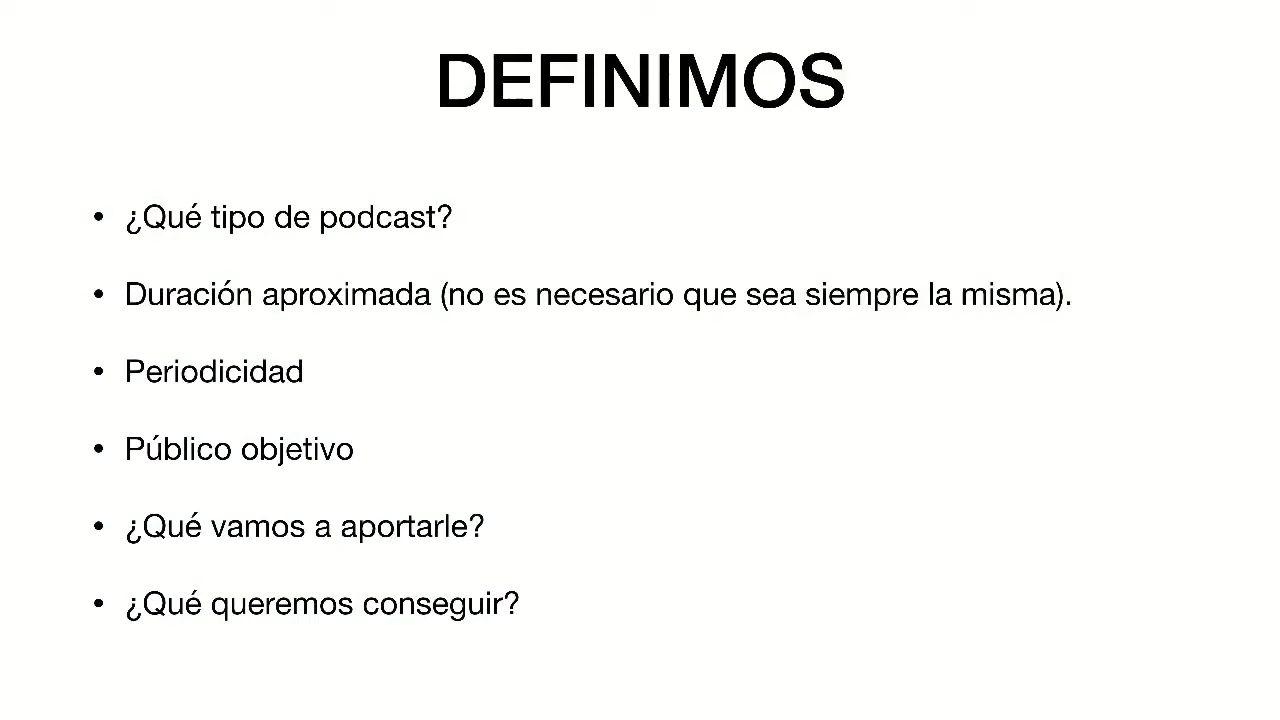 DEFINIMOS
• ¿Qué tipo de podcast?
• Duración aproximada (no es necesario que sea siempre la misma).
• Periodicidad
• Público objetivo
• ¿Qué vamos a aportarle?
• ¿Qué queremos conseguir?